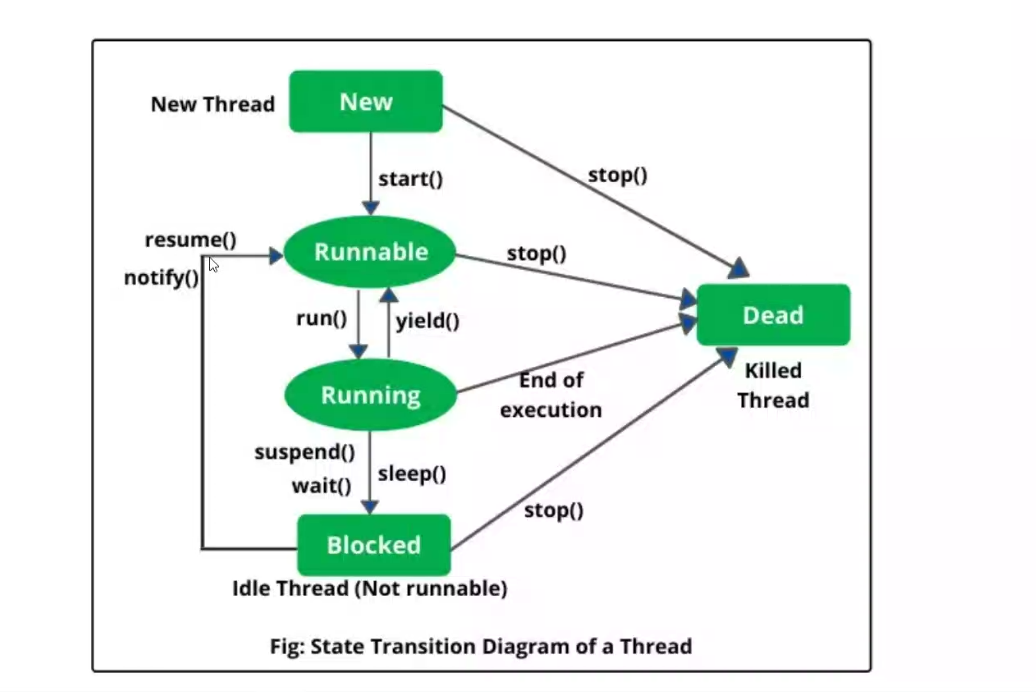 New Thread
New
start()
stop()
resume()
notify()
Runnable
stop()
run()
yield()
Dead
Killed
Thread
Running
End of
execution
suspend()
wait()
sleep()
stop()
Blocked
Idle Thread (Not runnable)
Fig: State Transition Diagram of a Thread